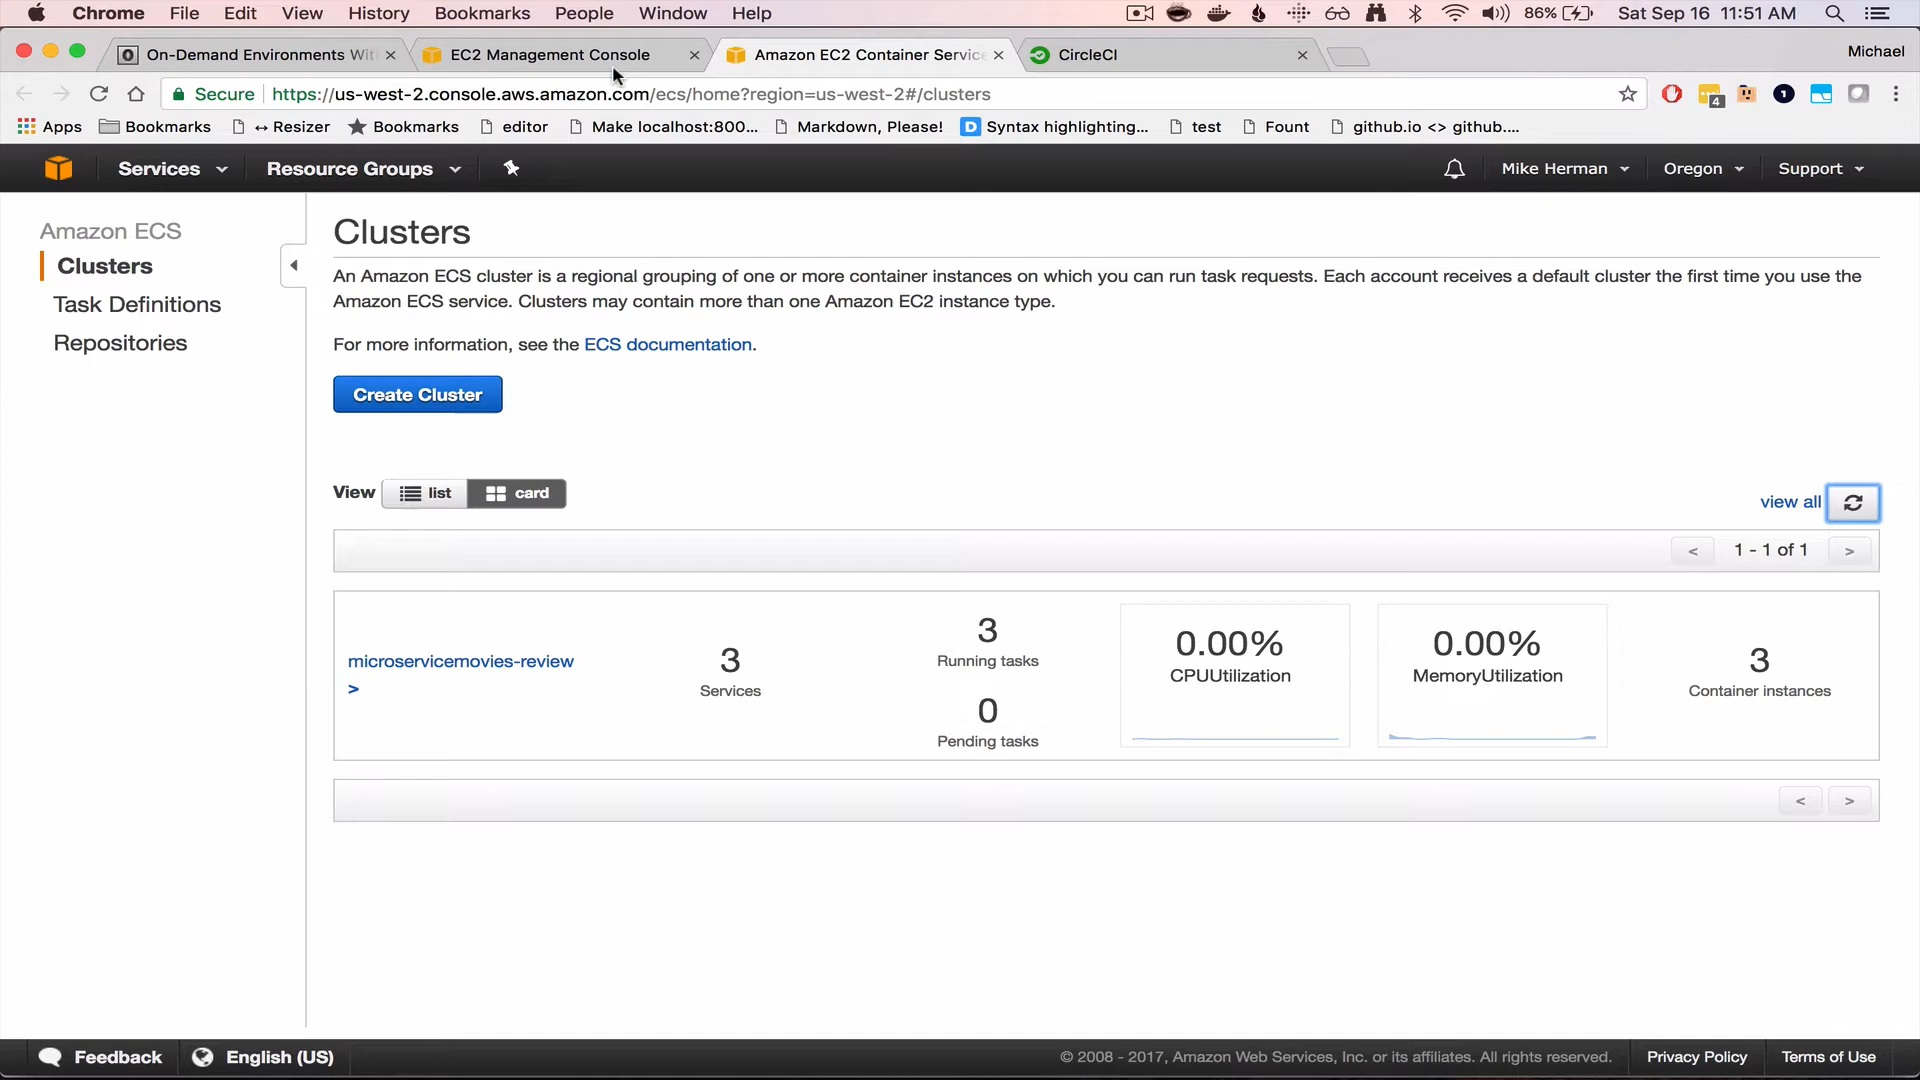 Chrome File Edit View History Bookmarks People Window Help 86% Sat Sep 16 11:51 AM
On-Demand Environments Wit EC2 Management Console Amazon EC2 Container Service CircleCI Michael
Secure https://us-west-2.console.aws.amazon.com/ecs/home?region=us-west-2#/clusters 4 1
Apps Bookmarks ↔ Resizer Bookmarks editor Make localhost:800... Markdown, Please! D Syntax highlighting... test Fount github.io <> github....
Services Resource Groups Mike Herman Oregon Support
Amazon ECS
Clusters
Task Definitions
Repositories
Clusters
An Amazon ECS cluster is a regional grouping of one or more container instances on which you can run task requests. Each account receives a default cluster the first time you use the
Amazon ECS service. Clusters may contain more than one Amazon EC2 instance type.
For more information, see the ECS documentation.
Create Cluster
View list card
view all
< 1 - 1 of 1 >
microservicemovies-review
>
3
Services
3
Running tasks
0
Pending tasks
0.00%
CPUUtilization
0.00%
MemoryUtilization
3
Container instances
< >
Feedback English (US) © 2008 - 2017, Amazon Web Services, Inc. or its affiliates. All rights reserved. Privacy Policy Terms of Use